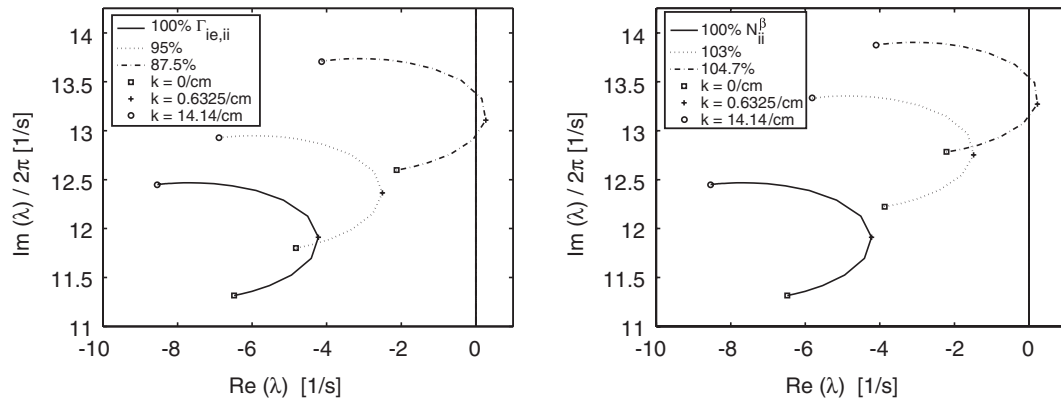 100% Γie,ii
95%
87.5%
k = 0/cm
k = 0.6325/cm
k = 14.14/cm
14
13.5
13
12.5
12
11.5
11
-10
-8
-6
-4
-2
0
Im (λ) / 2π [1/s]
Re (λ) [1/s]
100% Niiβ
103%
104.7%
k = 0/cm
k = 0.6325/cm
k = 14.14/cm
14
13.5
13
12.5
12
11.5
11
-10
-8
-6
-4
-2
0
Im (λ) / 2π [1/s]
Re (λ) [1/s]